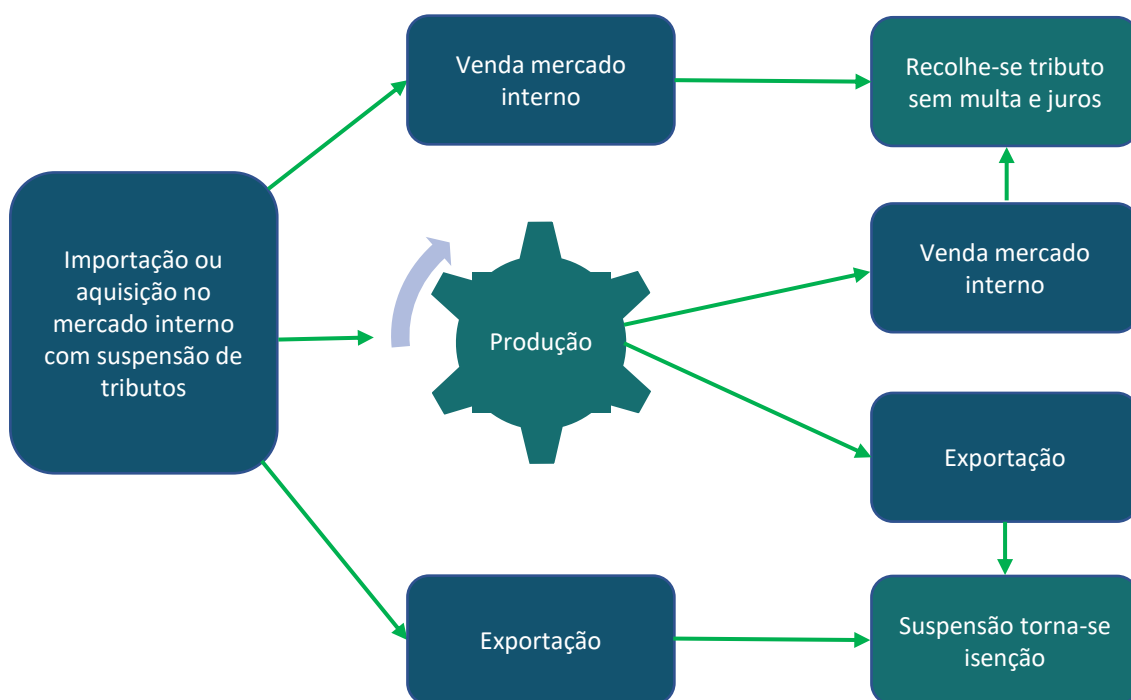 Venda mercado
interno
Recolhe-se tributo
sem multa e juros
Importação ou
aquisição no
mercado interno
com suspensão de
tributos
Produção
Venda mercado
interno
Exportação
Exportação
Suspensão torna-se
isenção